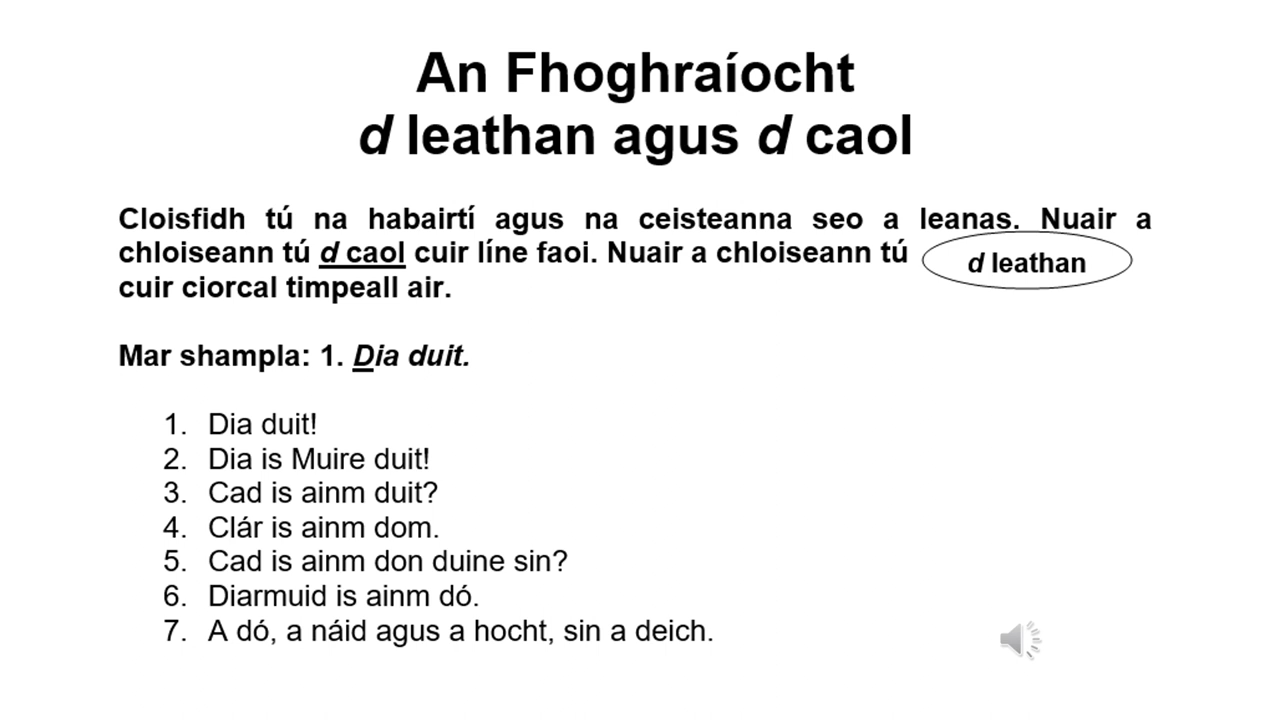 An Fhoghraíocht
d leathan agus d caol
Cloisfidh tú na habairtí agus na ceisteanna seo a leanas. Nuair a
chloiseann tú d caol cuir líne faoi. Nuair a chloiseann tú d leathan
cuir ciorcal timpeall air.
Mar shampla: 1. Dia duit.
1. Dia duit!
2. Dia is Muire duit!
3. Cad is ainm duit?
4. Clár is ainm dom.
5. Cad is ainm don duine sin?
6. Diarmuid is ainm dó.
7. A dó, a náid agus a hocht, sin a deich.